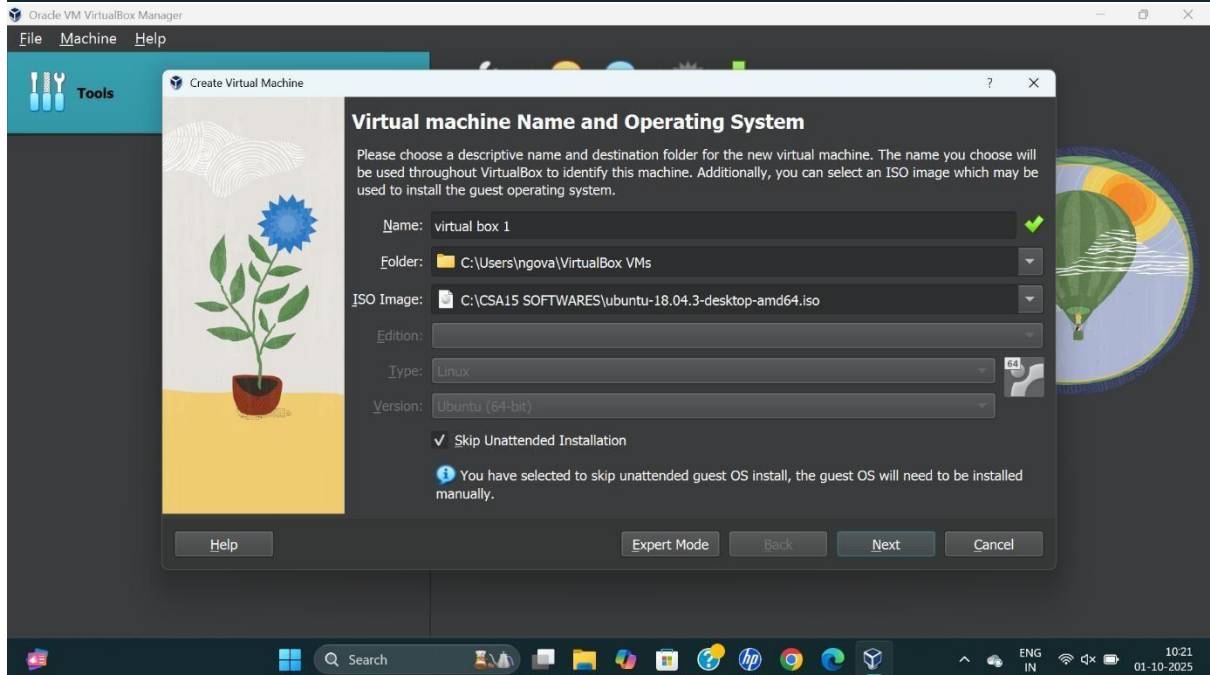 Oracle VM VirtualBox Manager
File Machine Help
Tools
Create Virtual Machine
?
Virtual machine Name and Operating System
Please choose a descriptive name and destination folder for the new virtual machine. The name you choose will
be used throughout VirtualBox to identify this machine. Additionally, you can select an ISO image which may be
used to install the guest operating system.
Name: virtual box 1
Folder: C:\Users\ngova\VirtualBox VMs
ISO Image: C:\CSA15 SOFTWARES\ubuntu-18.04.3-desktop-amd64.iso
Edition:
Type: Linux
64
Version: Ubuntu (64-bit)
Skip Unattended Installation
You have selected to skip unattended guest OS install, the guest OS will need to be installed
manually.
Help Expert Mode Back Next Cancel
Search
hp
ENG
IN
10:21
01-10-2025